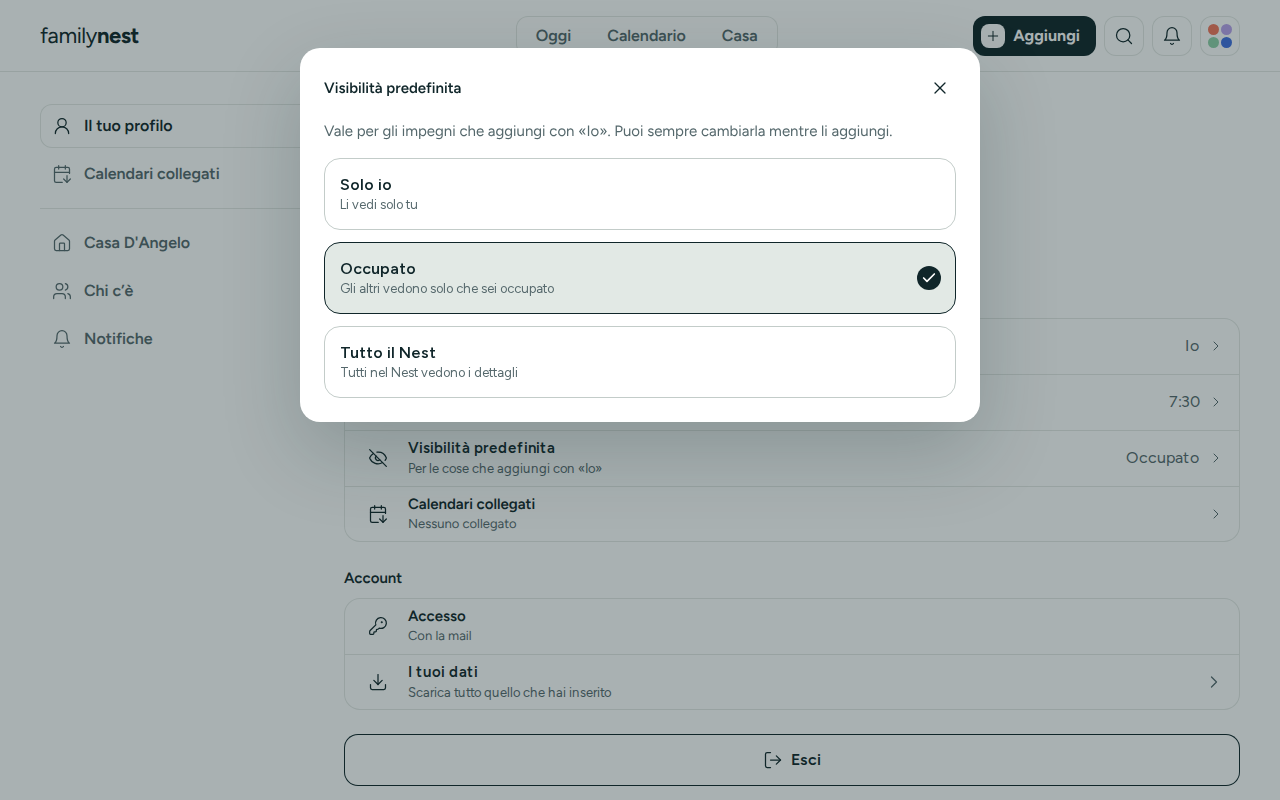 familynest
Oggi
Calendario
Casa
Aggiungi
Il tuo profilo
Calendari collegati
Casa D'Angelo
Chi c'è
Notifiche
Visibilità predefinita
Vale per gli impegni che aggiungi con «Io». Puoi sempre cambiarla mentre li aggiungi.
Solo io
Li vedi solo tu
Occupato
Gli altri vedono solo che sei occupato
Tutto il Nest
Tutti nel Nest vedono i dettagli
Io
7:30
Visibilità predefinita
Per le cose che aggiungi con «Io»
Occupato
Calendari collegati
Nessuno collegato
Account
Accesso
Con la mail
I tuoi dati
Scarica tutto quello che hai inserito
Esci